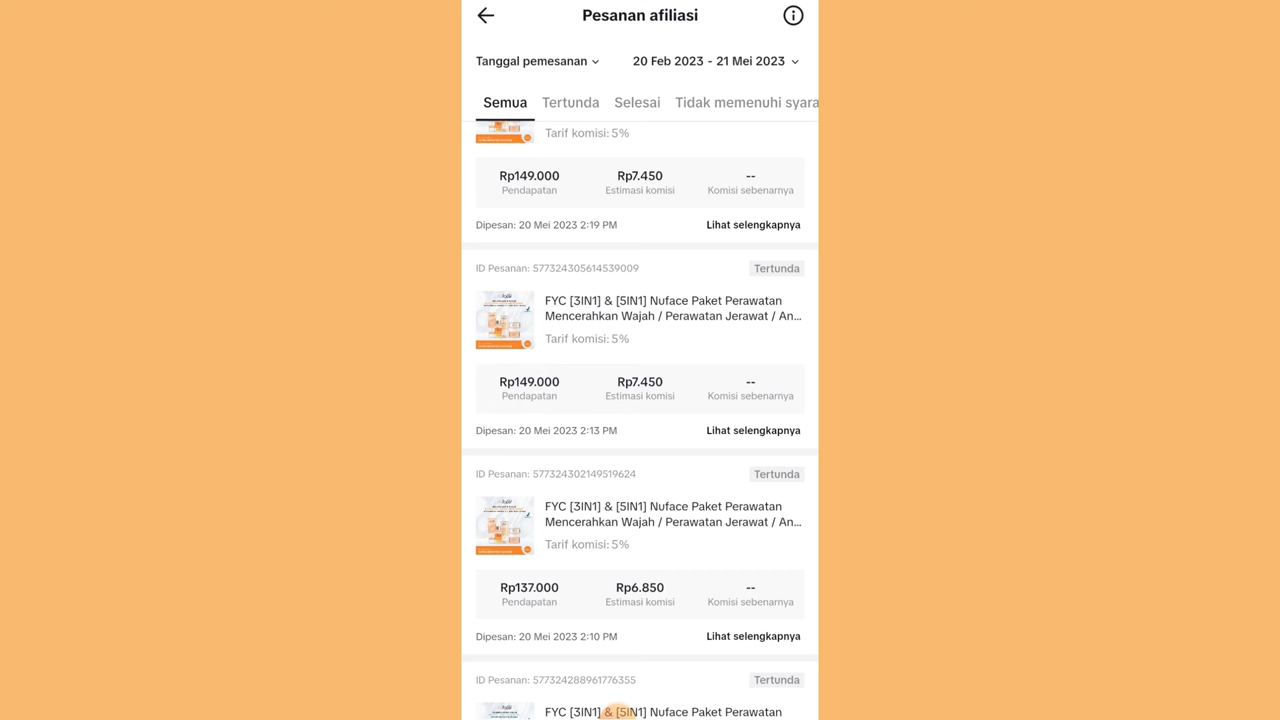 Pesanan afiliasi
Tanggal pemesanan
20 Feb 2023 - 21 Mei 2023
Semua Tertunda Selesai Tidak memenuhi syara
Tarif komisi: 5%
Rp149.000 Rp7.450 --
Pendapatan Estimasi komisi Komisi sebenarnya
Dipesan: 20 Mei 2023 2:19 PM Lihat selengkapnya
ID Pesanan: 577324305614539009 Tertunda
FYC [3IN1] & [5IN1] Nuface Paket Perawatan
Mencerahkan Wajah / Perawatan Jerawat / An...
Tarif komisi: 5%
Rp149.000 Rp7.450 --
Pendapatan Estimasi komisi Komisi sebenarnya
Dipesan: 20 Mei 2023 2:13 PM Lihat selengkapnya
ID Pesanan: 577324302149519624 Tertunda
FYC [3IN1] & [5IN1] Nuface Paket Perawatan
Mencerahkan Wajah / Perawatan Jerawat / An...
Tarif komisi: 5%
Rp137.000 Rp6.850 --
Pendapatan Estimasi komisi Komisi sebenarnya
Dipesan: 20 Mei 2023 2:10 PM Lihat selengkapnya
ID Pesanan: 577324288961776355 Tertunda
FYC [3IN1] & [5IN1] Nuface Paket Perawatan